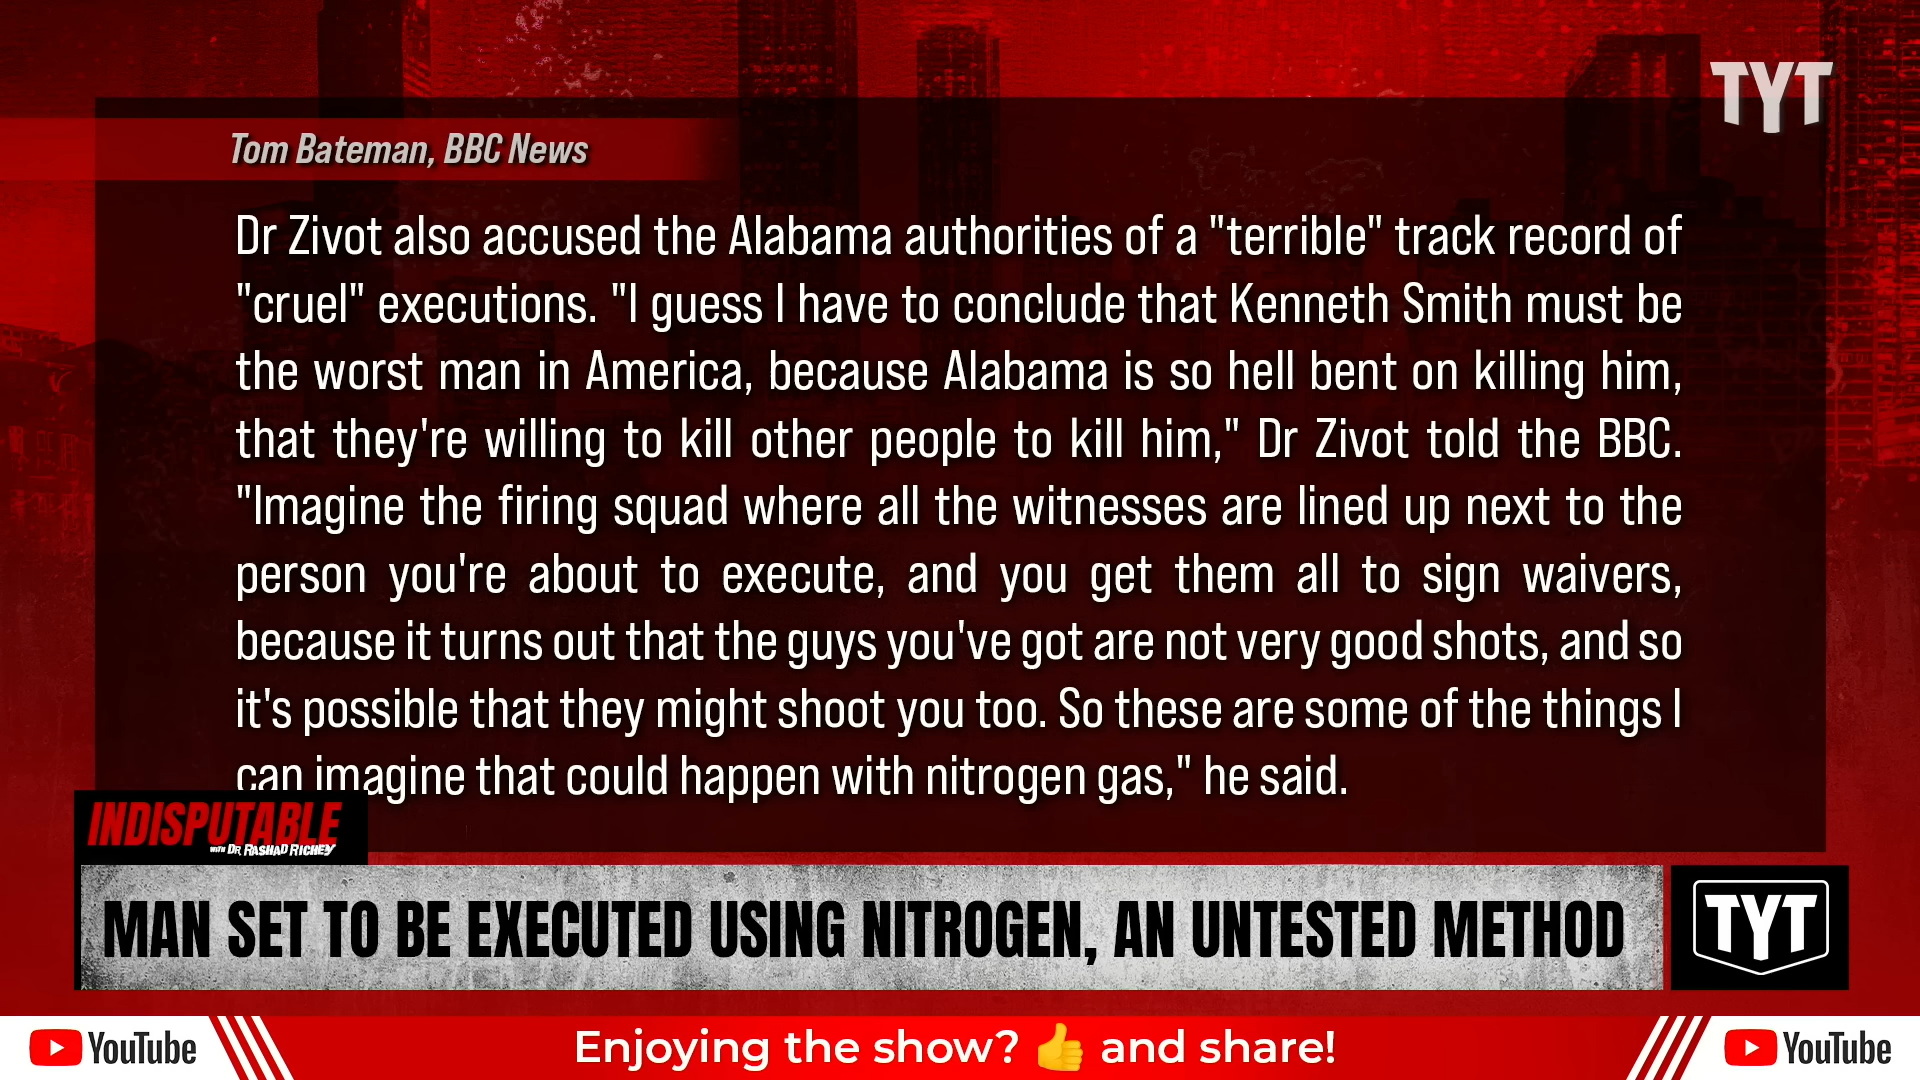 TYT
Tom Bateman, BBC News
Dr Zivot also accused the Alabama authorities of a "terrible" track record of
"cruel" executions. "I guess I have to conclude that Kenneth Smith must be
the worst man in America, because Alabama is so hell bent on killing him,
that they're willing to kill other people to kill him," Dr Zivot told the BBC.
"Imagine the firing squad where all the witnesses are lined up next to the
person you're about to execute, and you get them all to sign waivers,
because it turns out that the guys you've got are not very good shots, and so
it's possible that they might shoot you too. So these are some of the things I
can imagine that could happen with nitrogen gas," he said.
INDISPUTABLE
WITH DR RASHAD RICHEY
MAN SET TO BE EXECUTED USING NITROGEN, AN UNTESTED METHOD
TYT
YouTube
Enjoying the show? 👍 and share!
YouTube